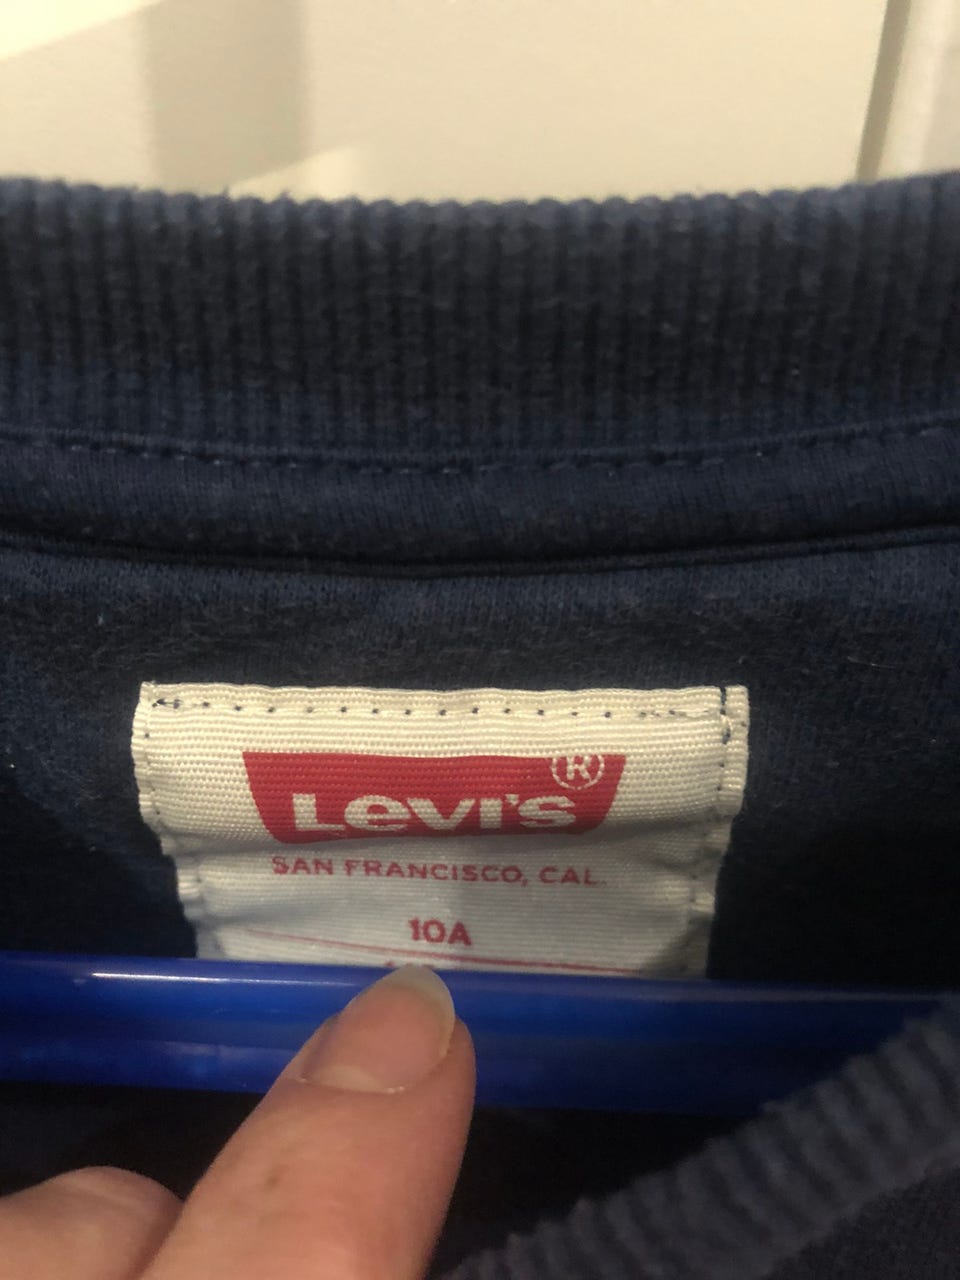 Levi's®
SAN FRANCISCO, CAL.
10A